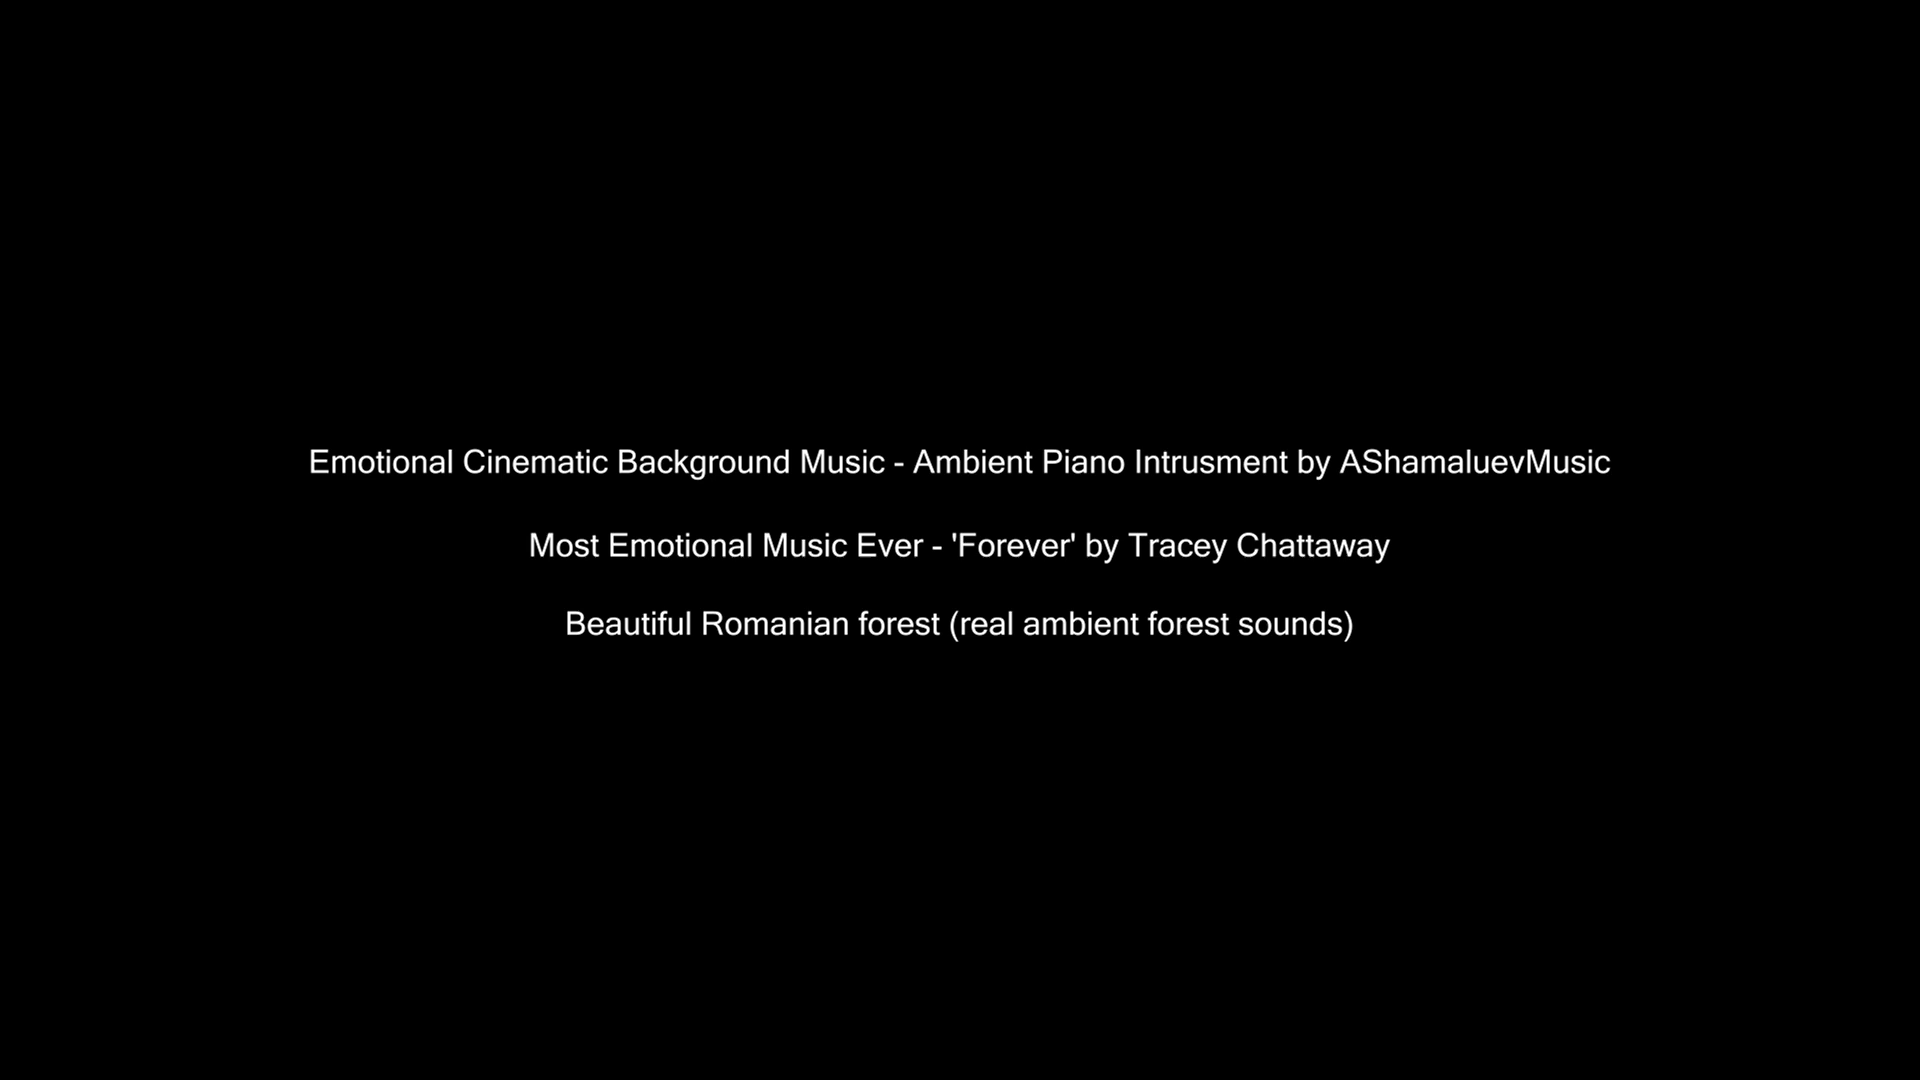 Emotional Cinematic Background Music - Ambient Piano Intrusment by AShamaluevMusic
Most Emotional Music Ever - 'Forever' by Tracey Chattaway
Beautiful Romanian forest (real ambient forest sounds)